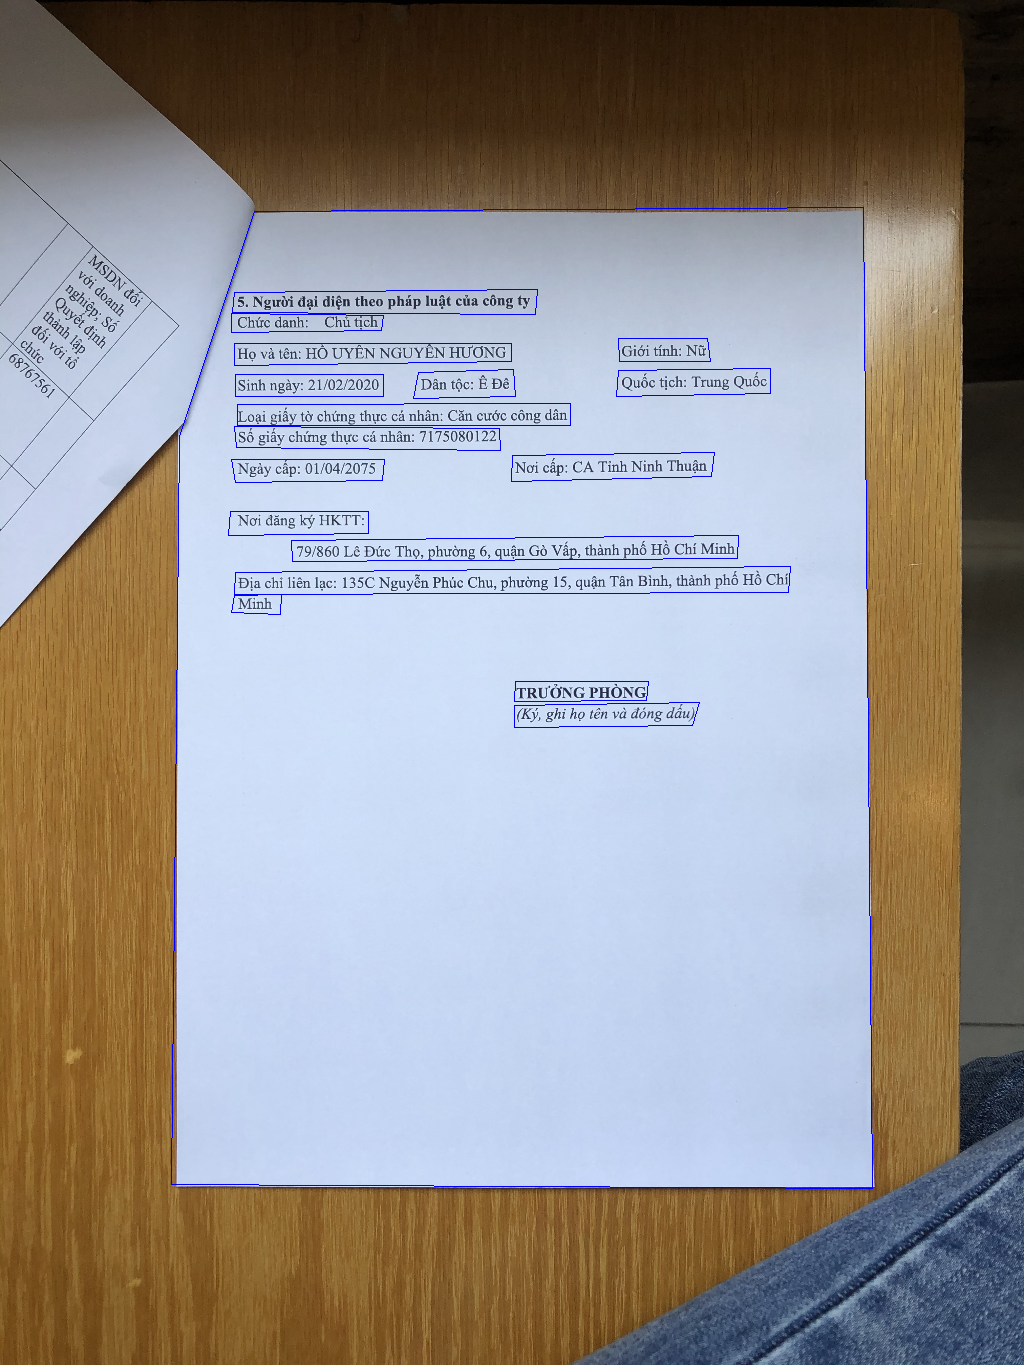 MSDN đối
với doanh
nghiệp; Số
Quyết định
thành lập
đối với tổ
chức
68767561
5. Người đại diện theo pháp luật của công ty
Chức danh: Chủ tịch
Họ và tên: HỒ UYÊN NGUYÊN HƯƠNG Giới tính: Nữ
Sinh ngày: 21/02/2020 Dân tộc: Ê Đê Quốc tịch: Trung Quốc
Loại giấy tờ chứng thực cá nhân: Căn cước công dân
Số giấy chứng thực cá nhân: 7175080122
Ngày cấp: 01/04/2075 Nơi cấp: CA Tỉnh Ninh Thuận
Nơi đăng ký HKTT:
79/860 Lê Đức Thọ, phường 6, quận Gò Vấp, thành phố Hồ Chí Minh
Địa chỉ liên lạc: 135C Nguyễn Phúc Chu, phường 15, quận Tân Bình, thành phố Hồ Chí
Minh
TRƯỞNG PHÒNG
(Ký, ghi họ tên và đóng dấu)